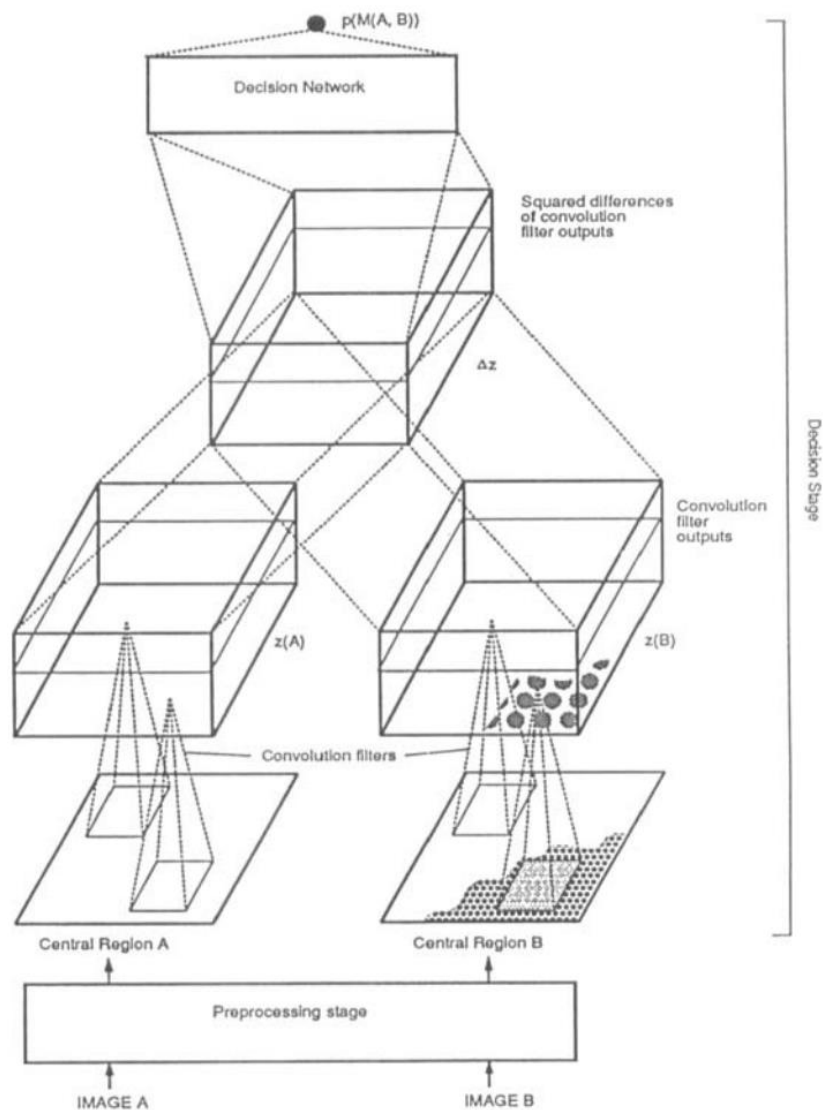 p(M(A, B))
Decision Network
Squared differences
of convolution
filter outputs
Δz
Decision Stage
Convolution
filter
outputs
z(A)
z(B)
Convolution filters
Central Region A
Central Region B
Preprocessing stage
IMAGE A
IMAGE B